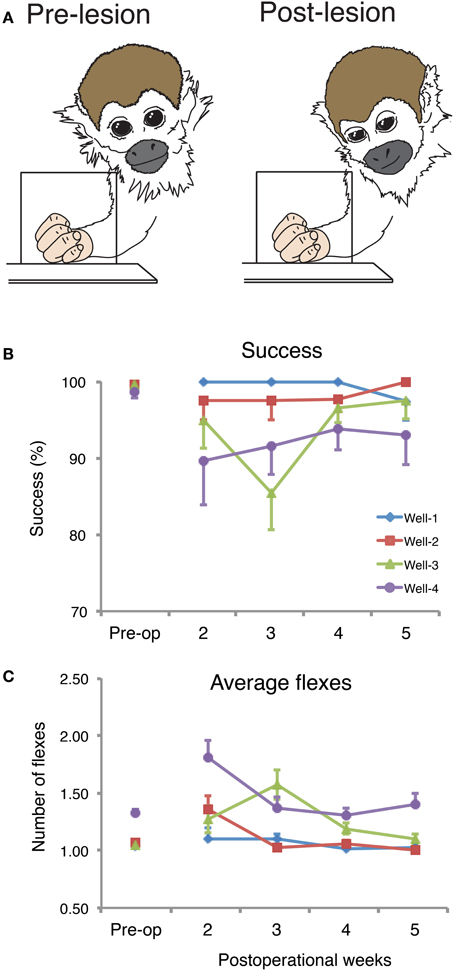 A
Pre-lesion
Post-lesion
B
Success
Success (%)
100
90
80
70
Well-1
Well-2
Well-3
Well-4
Pre-op 2 3 4 5
C
Average flexes
Number of flexes
2.50
2.00
1.50
1.00
0.50
Pre-op 2 3 4 5
Postoperational weeks